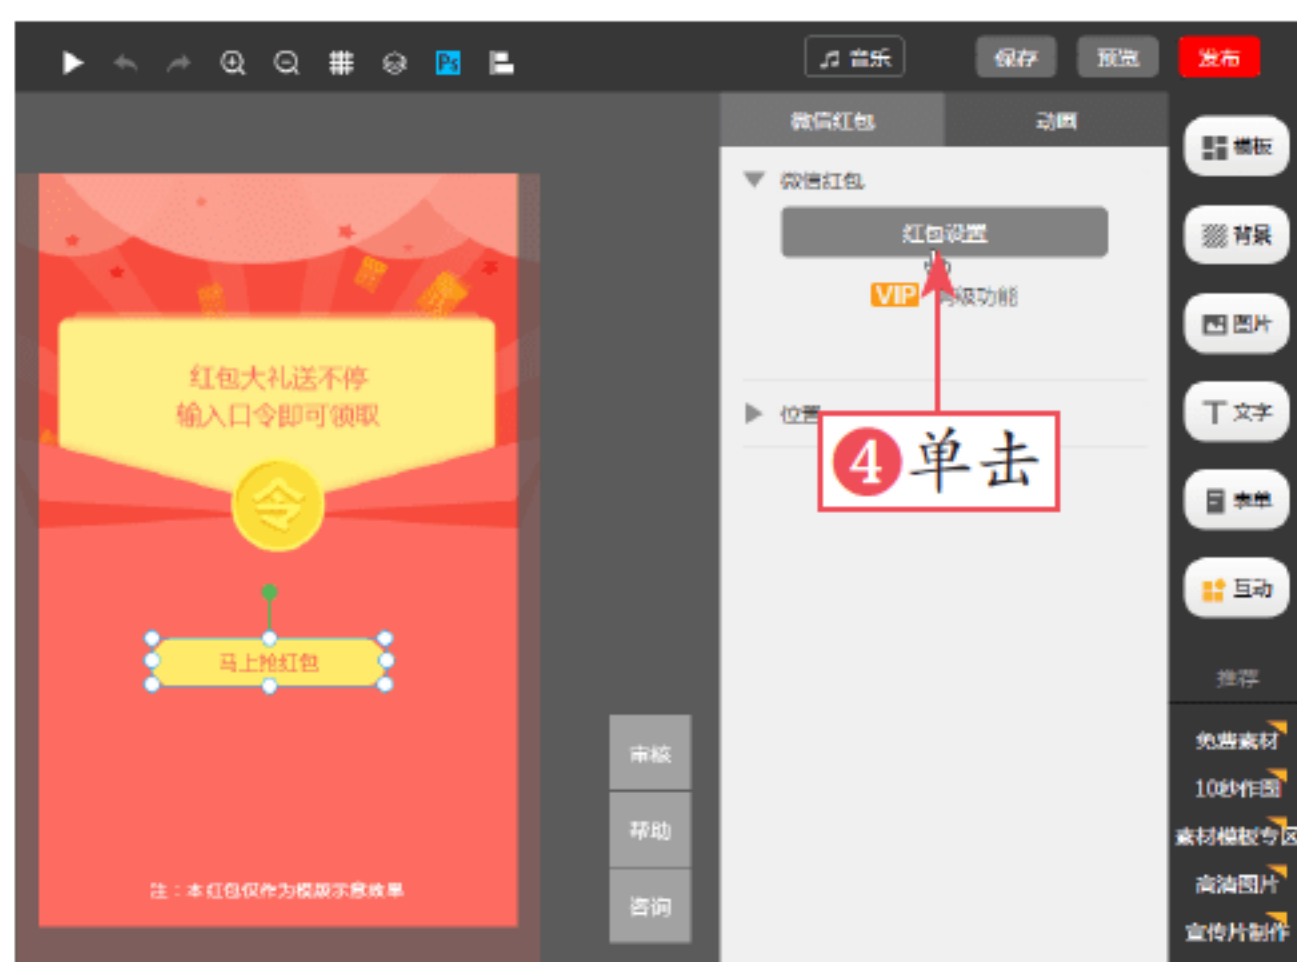 Ps
音乐
保存
预览
发布
微信红包
动画
模板
微信红包
红包设置
背景
VIP 高级功能
图片
红包大礼送不停
输入口令即可领取
位置
文字
4 单击
令
表单
互动
马上抢红包
推荐
审核
免费素材
10秒作图
帮助
素材模板专区
注：本红包仅作为模版示意效果
高清图片
咨询
宣传片制作